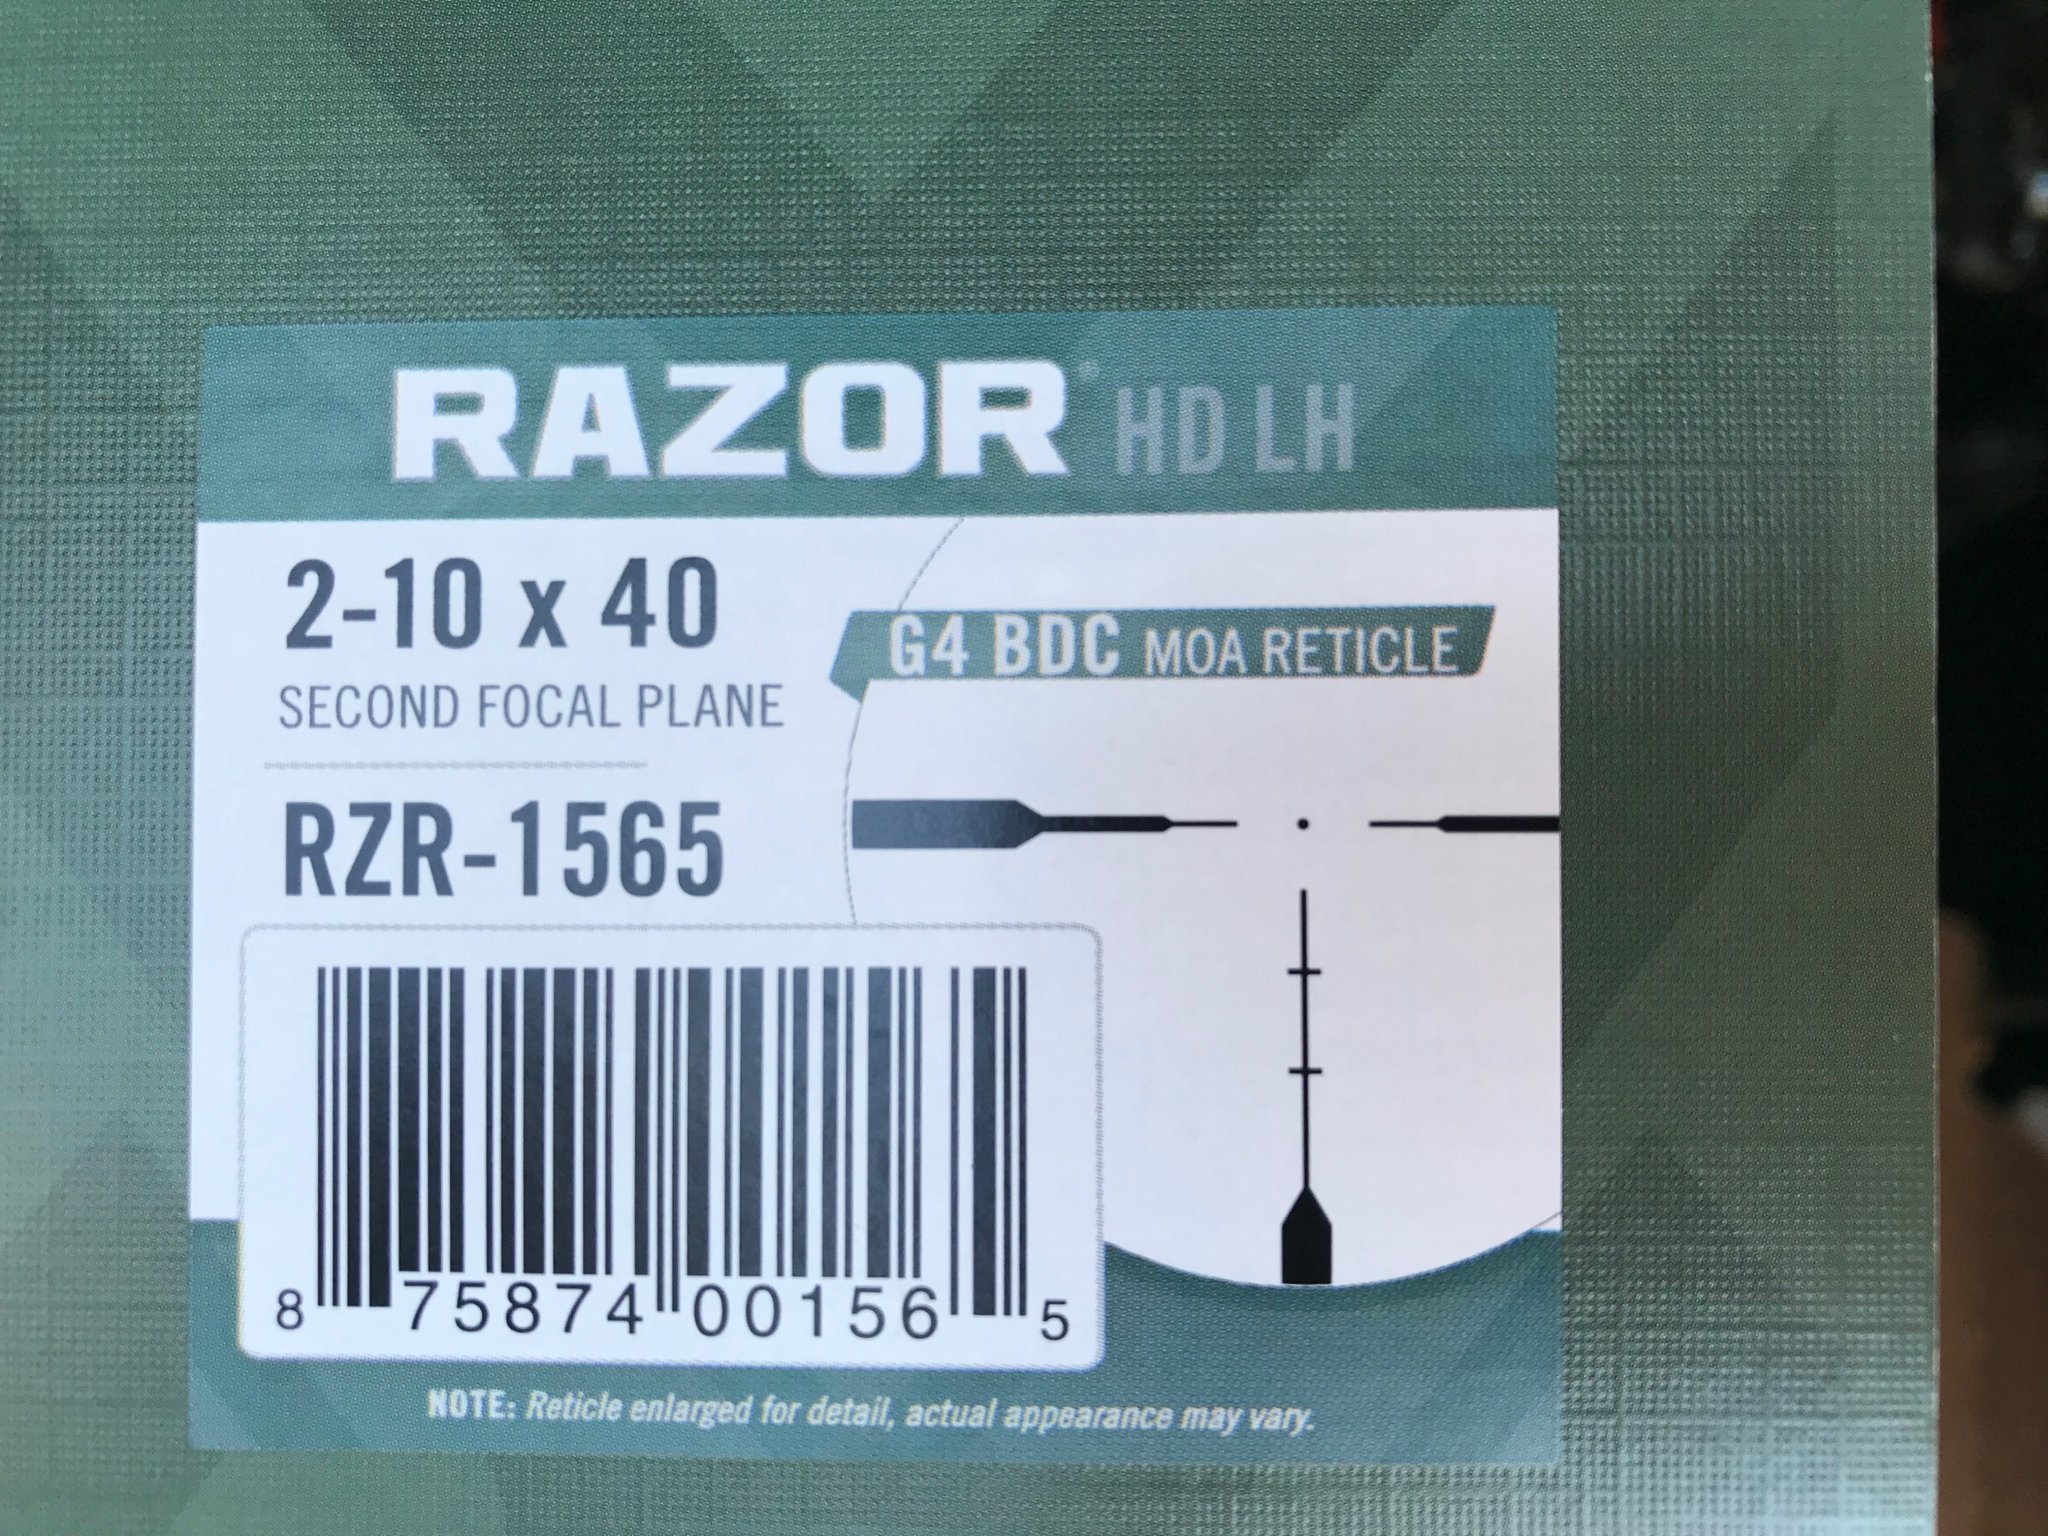 RAZOR® HD LH
2-10 x 40
SECOND FOCAL PLANE
G4 BDC MOA RETICLE
RZR-1565
8 75874 00156 5
NOTE: Reticle enlarged for detail, actual appearance may vary.